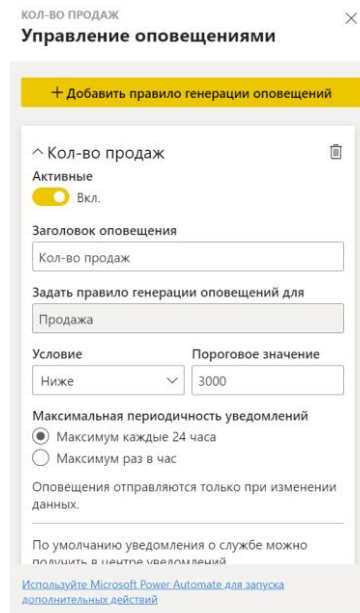 КОЛ-ВО ПРОДАЖ
Управление оповещениями
+ Добавить правило генерации оповещений
Кол-во продаж
Активные
Вкл.
Заголовок оповещения
Кол-во продаж
Задать правило генерации оповещений для
Продажа
Условие Пороговое значение
Ниже 3000
Максимальная периодичность уведомлений
Максимум каждые 24 часа
Максимум раз в час
Оповещения отправляются только при изменении
данных.
По умолчанию уведомления о службе можно
получить в центре уведомлений
Используйте Microsoft Power Automate для запуска
дополнительных действий